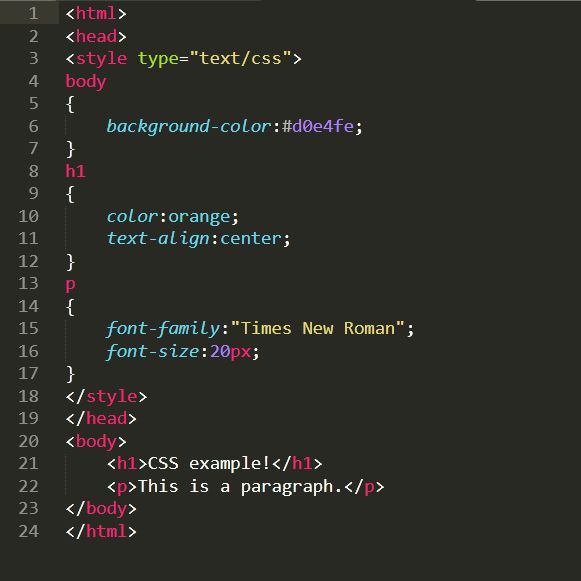 1 <html>
2 <head>
3 <style type="text/css">
4 body
5 {
6     background-color:#d0e4fe;
7 }
8 h1
9 {
10     color:orange;
11     text-align:center;
12 }
13 p
14 {
15     font-family:"Times New Roman";
16     font-size:20px;
17 }
18 </style>
19 </head>
20 <body>
21     <h1>CSS example!</h1>
22     <p>This is a paragraph.</p>
23 </body>
24 </html>